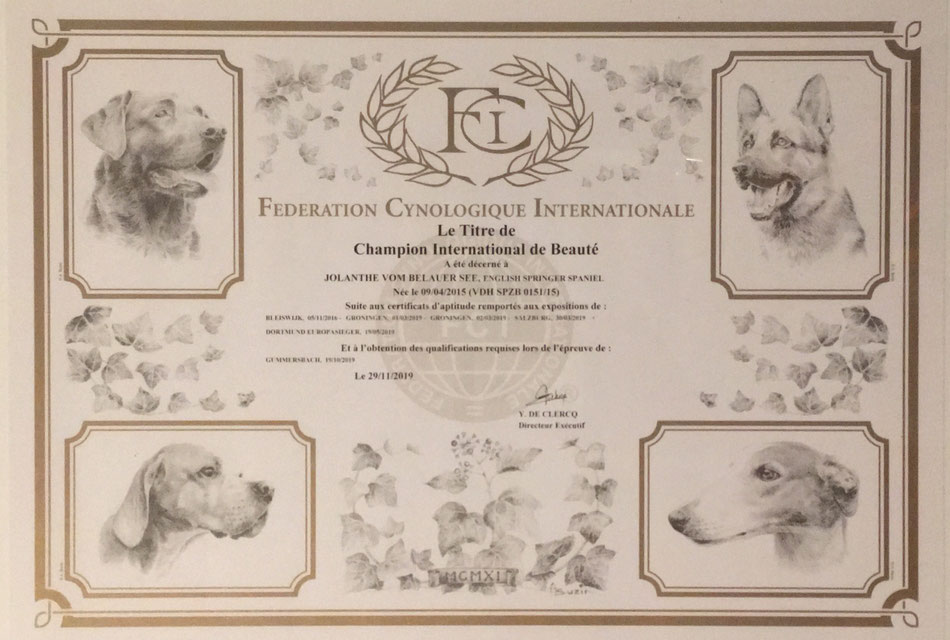 FCI
FEDERATION CYNOLOGIQUE INTERNATIONALE
Le Titre de
Champion International de Beauté
A été décerné à
JOLANTHE VOM BELAUER SEE, ENGLISH SPRINGER SPANIEL
Née le 09/04/2015 (VDH SPZB 0151/15)
Suite aux certificats d'aptitude remportés aux expositions de :
BLEISWIJK, 05/11/2016 - GRONINGEN, 01/03/2019 - GRONINGEN, 02/03/2019 - SALZBURG, 30/03/2019 -
DORTMUND EUROPASIEGER, 19/05/2019
Et à l'obtention des qualifications requises lors de l'épreuve de :
GUMMERSBACH, 19/10/2019
Le 29/11/2019
Y. DE CLERCQ
Directeur Exécutif
MCMXI